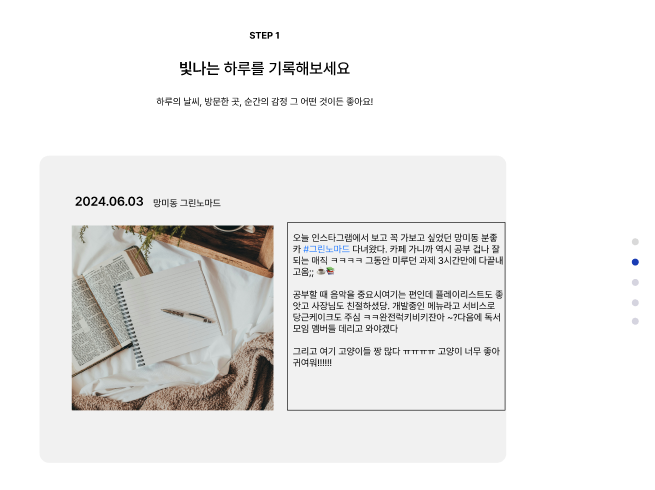 STEP 1
빛나는 하루를 기록해보세요
하루의 날씨, 방문한 곳, 순간의 감정 그 어떤 것이든 좋아요!
2024.06.03 망미동 그린노마드
오늘 인스타그램에서 보고 꼭 가보고 싶었던 망미동 분좋
카 #그린노마드 다녀왔다. 카페 가니까 역시 공부 겁나 잘
되는 매직 ㅋㅋㅋㅋ 그동안 미루던 과제 3시간만에 다끝내
고옴;; ☕📚
공부할 때 음악을 중요시여기는 편인데 플레이리스트도 좋
앗고 사장님도 친절하셨당. 개발중인 메뉴라고 서비스로
당근케이크도 주심 ㅋㅋ완전럭키비키잔아 ~?다음에 독서
모임 멤버들 데리고 와야겠다
그리고 여기 고양이들 짱 많다 ㅠㅠㅠㅠ 고양이 너무 좋아
귀여워!!!!!!